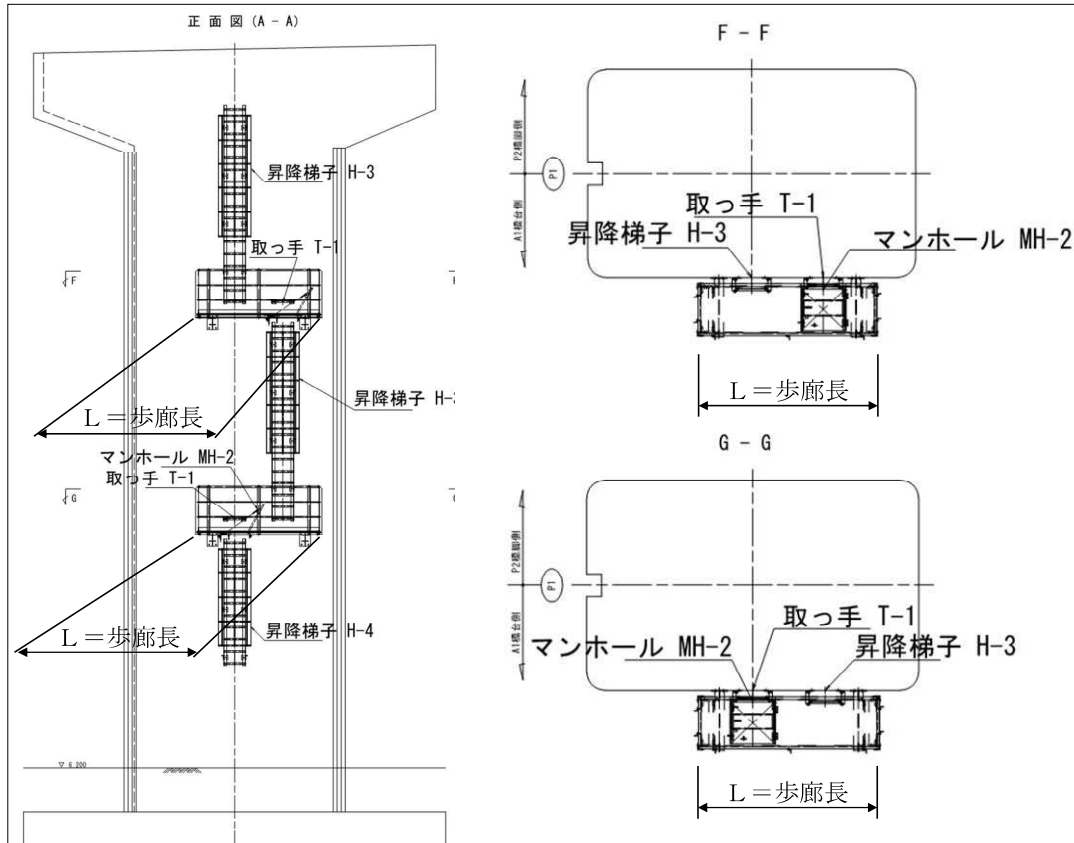 正 面 図 (A - A)
昇降梯子 H-3
取っ手 T-1
F
L＝歩廊長
昇降梯子 H-3
マンホール MH-2
取っ手 T-1
G
昇降梯子 H-4
L＝歩廊長
▽ 6.200
F - F
P2橋脚側
P1
A1橋台側
取っ手 T-1
昇降梯子 H-3
マンホール MH-2
L＝歩廊長
G - G
P2橋脚側
P1
A1橋台側
取っ手 T-1
マンホール MH-2
昇降梯子 H-3
L＝歩廊長